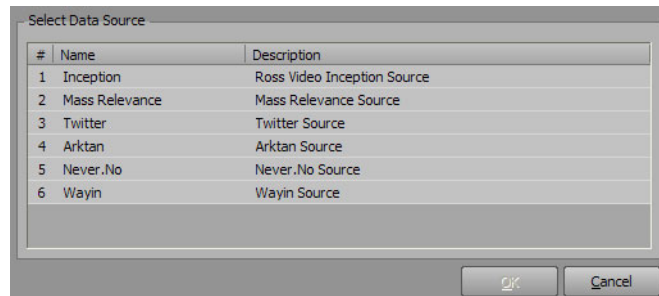 Select Data Source
# Name Description
1 Inception Ross Video Inception Source
2 Mass Relevance Mass Relevance Source
3 Twitter Twitter Source
4 Arktan Arktan Source
5 Never.No Never.No Source
6 Wayin Wayin Source
OK Cancel